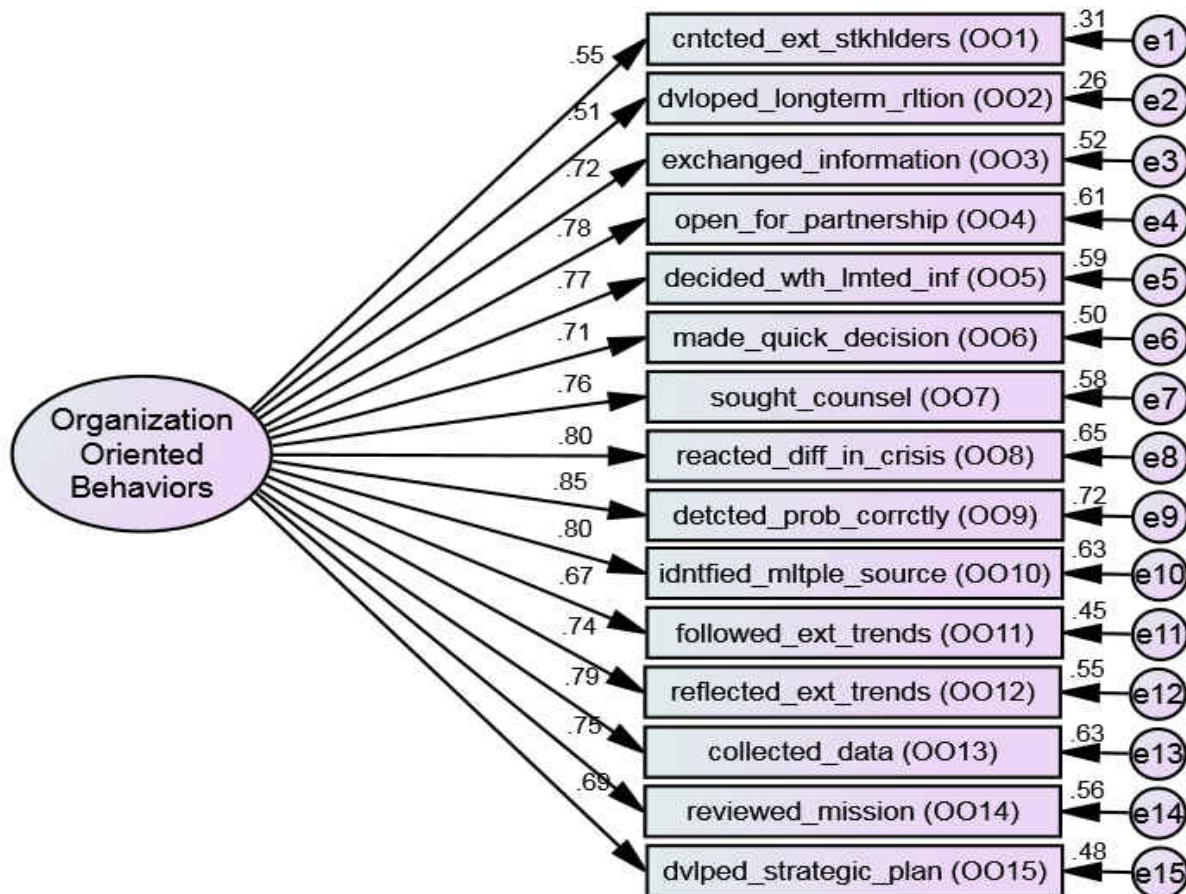 .31
cntcted_ext_stkhlders (OO1)
e1
.55
.26
dvloped_longterm_rltion (OO2)
e2
.51
.52
exchanged_information (OO3)
e3
.72
.61
open_for_partnership (OO4)
e4
.78
.59
decided_wth_lmted_inf (OO5)
e5
.77
.50
made_quick_decision (OO6)
e6
.71
.58
sought_counsel (OO7)
e7
.76
.65
reacted_diff_in_crisis (OO8)
e8
.80
Organization
Oriented
Behaviors
.72
detcted_prob_corrctly (OO9)
e9
.85
.63
idntfied_mltple_source (OO10)
e10
.80
.45
followed_ext_trends (OO11)
e11
.67
.55
reflected_ext_trends (OO12)
e12
.74
.63
collected_data (OO13)
e13
.79
.56
reviewed_mission (OO14)
e14
.75
.48
dvlped_strategic_plan (OO15)
e15
.69